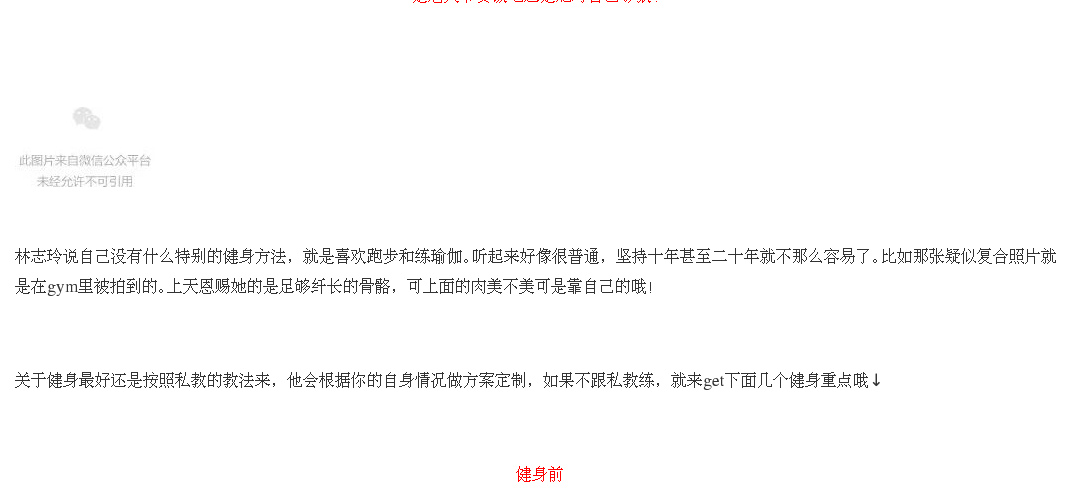 此图片来自微信公众平台
未经允许不可引用
林志玲说自己没有什么特别的健身方法，就是喜欢跑步和练瑜伽。听起来好像很普通，坚持十年甚至二十年就不那么容易了。比如那张疑似复合照片就
是在gym里被拍到的。上天恩赐她的是足够纤长的骨骼，可上面的肉美不美可是靠自己的哦！
关于健身最好还是按照私教的教法来，他会根据你的自身情况做方案定制，如果不跟私教练，就来get下面几个健身重点哦↓
健身前